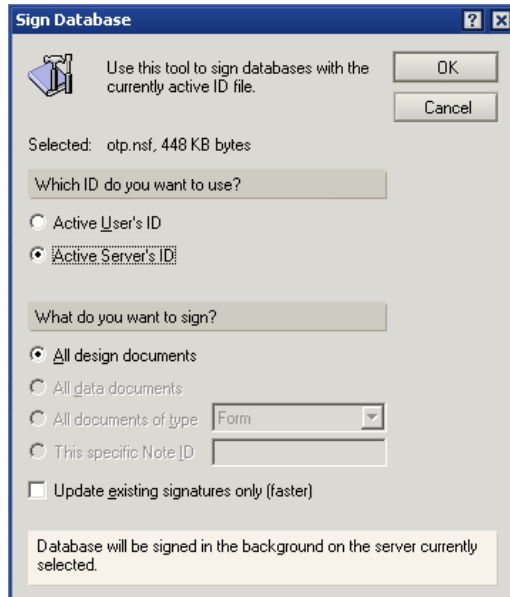 Sign Database
Use this tool to sign databases with the
currently active ID file.
OK
Cancel
Selected: otp.nsf, 448 KB bytes
Which ID do you want to use?
Active User's ID
Active Server's ID
What do you want to sign?
All design documents
All data documents
All documents of type Form
This specific Note ID
Update existing signatures only (faster)
Database will be signed in the background on the server currently
selected.